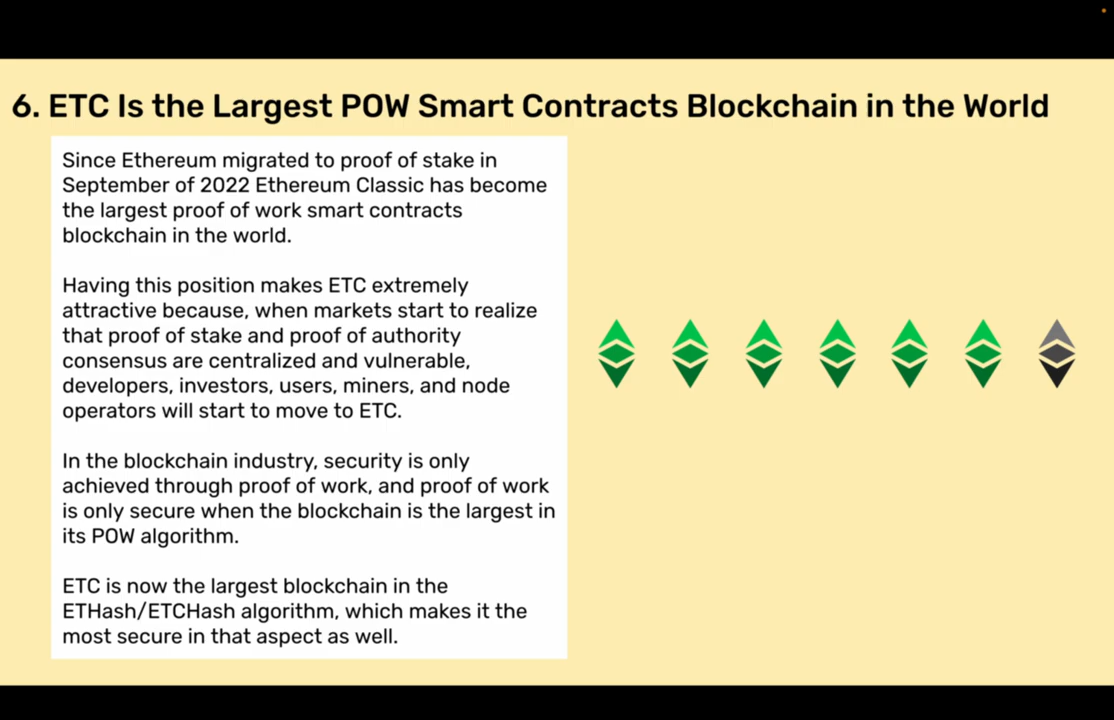 6. ETC Is the Largest POW Smart Contracts Blockchain in the World
Since Ethereum migrated to proof of stake in
September of 2022 Ethereum Classic has become
the largest proof of work smart contracts
blockchain in the world.
Having this position makes ETC extremely
attractive because, when markets start to realize
that proof of stake and proof of authority
consensus are centralized and vulnerable,
developers, investors, users, miners, and node
operators will start to move to ETC.
In the blockchain industry, security is only
achieved through proof of work, and proof of work
is only secure when the blockchain is the largest in
its POW algorithm.
ETC is now the largest blockchain in the
ETHash/ETCHash algorithm, which makes it the
most secure in that aspect as well.